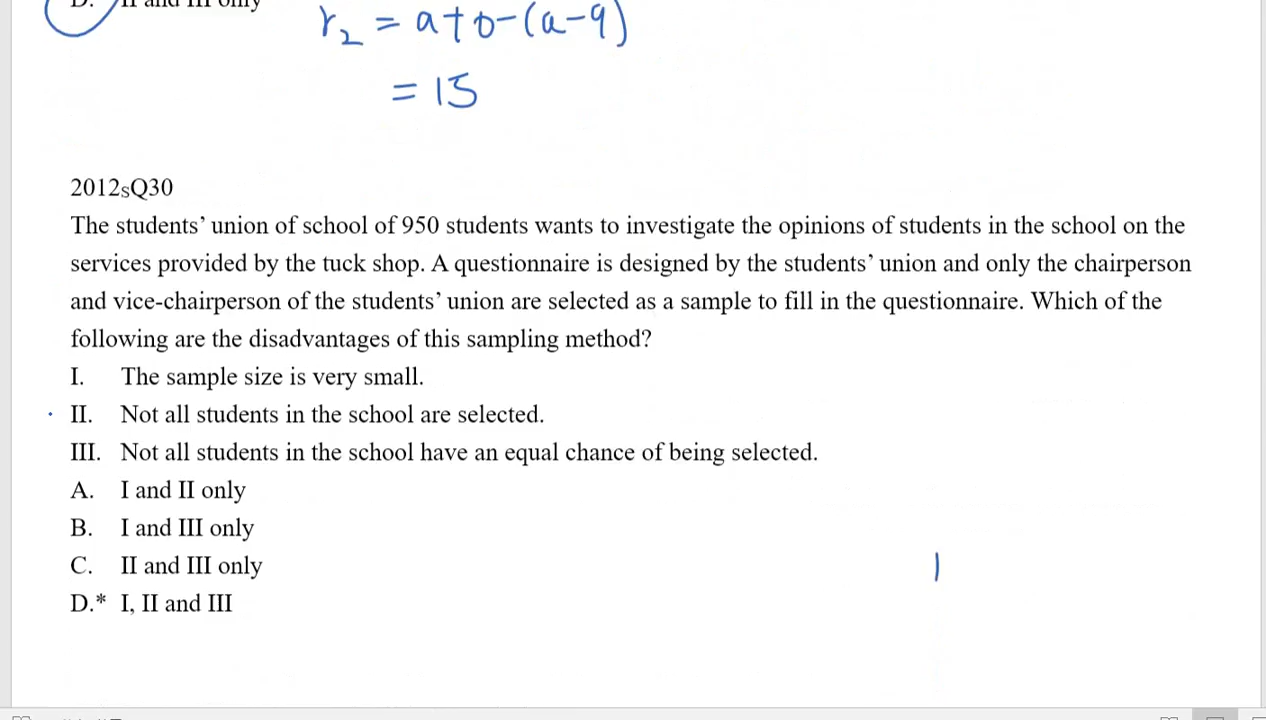 D. II and III only
r₂ = a+6-(a-9)
= 15
2012sQ30
The students’ union of school of 950 students wants to investigate the opinions of students in the school on the
services provided by the tuck shop. A questionnaire is designed by the students’ union and only the chairperson
and vice-chairperson of the students’ union are selected as a sample to fill in the questionnaire. Which of the
following are the disadvantages of this sampling method?
I. The sample size is very small.
II. Not all students in the school are selected.
III. Not all students in the school have an equal chance of being selected.
A. I and II only
B. I and III only
C. II and III only
D.* I, II and III